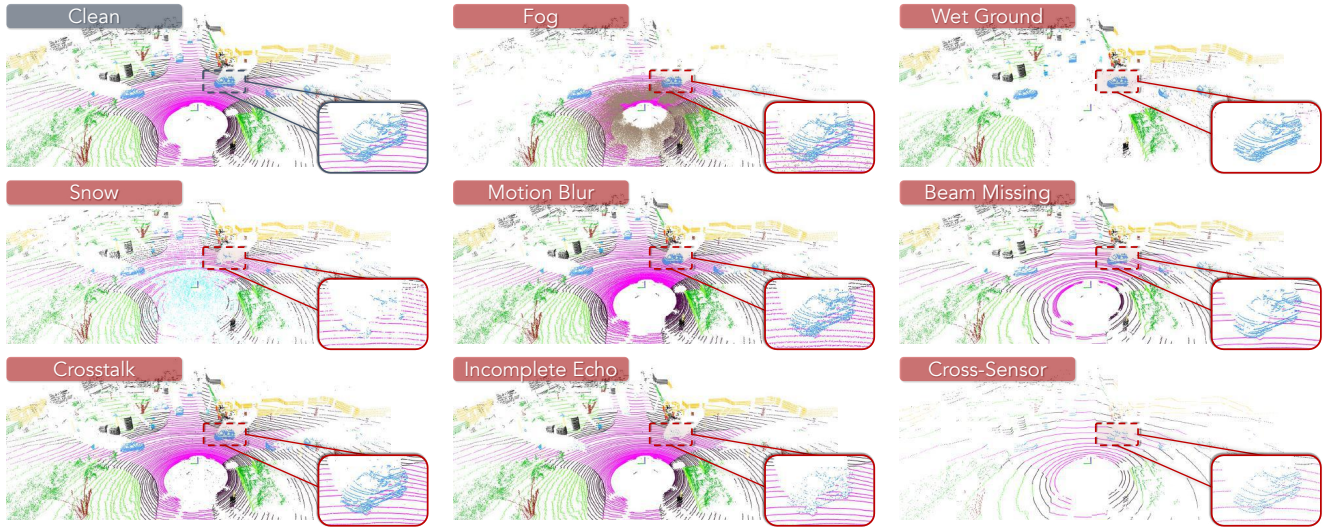 Clean
Fog
Wet Ground
Snow
Motion Blur
Beam Missing
Crosstalk
Incomplete Echo
Cross-Sensor